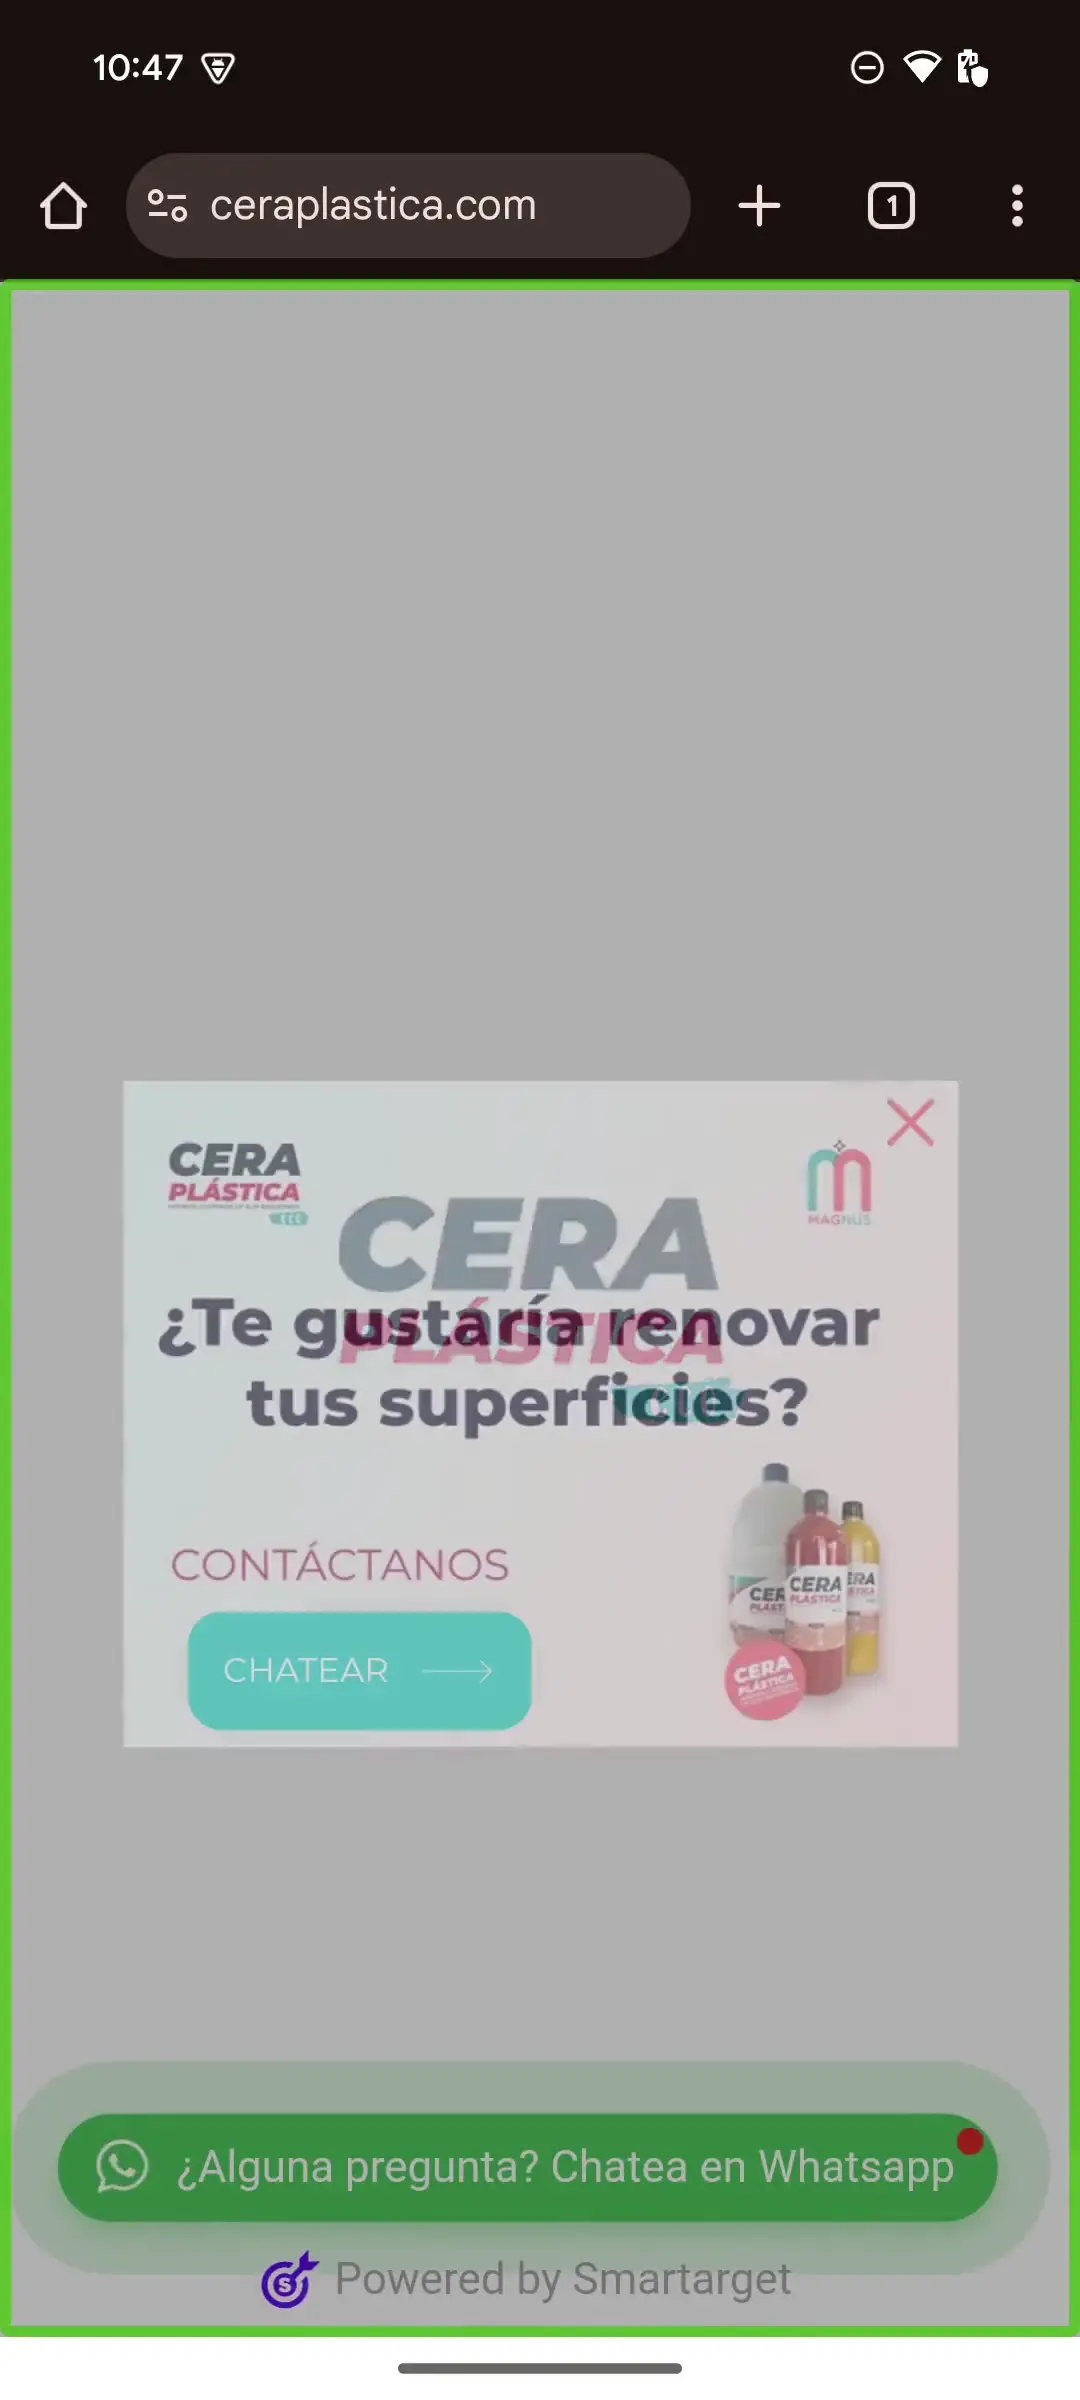 10:47
ceraplastica.com
1
CERA
PLÁSTICA
MAGNUS
CERA
PLÁSTICA
¿Te gustaría renovar
tus superficies?
CONTÁCTANOS
CHATEAR
CERA
PLÁSTICA
CERA
PLÁSTICA
¿Alguna pregunta? Chatea en Whatsapp
Powered by Smartarget